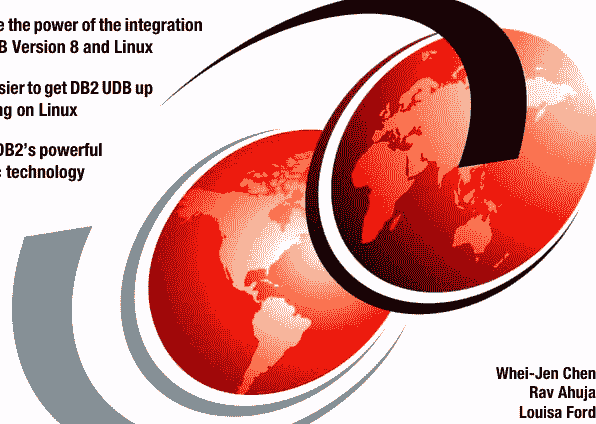 e the power of the integration
B Version 8 and Linux
sier to get DB2 UDB up
ng on Linux
DB2's powerful
c technology
Whei-Jen Chen
Rav Ahuja
Louisa Ford